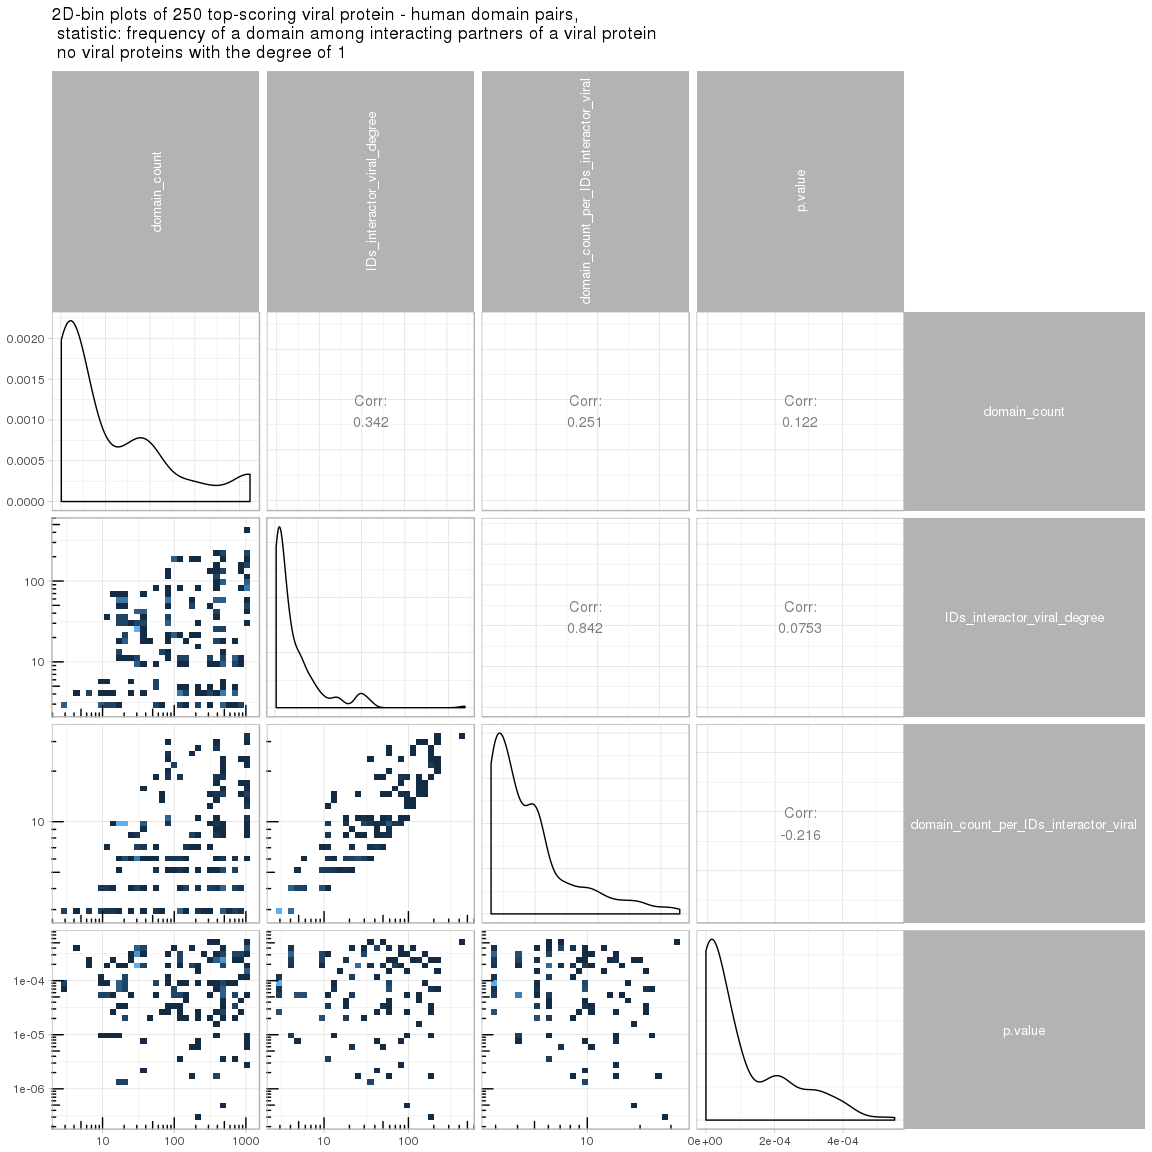 2D-bin plots of 250 top-scoring viral protein - human domain pairs,
statistic: frequency of a domain among interacting partners of a viral protein
no viral proteins with the degree of 1
domain_count
IDs_interactor_viral_degree
domain_count_per_IDs_interactor_viral
p.value
0.0020
0.0015
0.0010
0.0005
0.0000
Corr:
0.342
Corr:
0.251
Corr:
0.122
domain_count
100
10
Corr:
0.842
Corr:
0.0753
IDs_interactor_viral_degree
10
Corr:
-0.216
domain_count_per_IDs_interactor_viral
1e-04
1e-05
1e-06
p.value
10 100 1000
10 100
10
0e+00 2e-04 4e-04